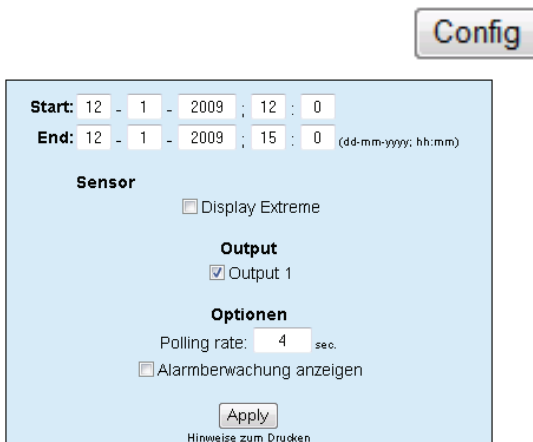 Config
Start: 12 - 1 - 2009 ; 12 : 0
End: 12 - 1 - 2009 ; 15 : 0 (dd-mm-yyyy; hh:mm)
Sensor
Display Extreme
Output
Output 1
Optionen
Polling rate: 4 sec.
Alarmberwachung anzeigen
Apply
Hinweise zum Drucken